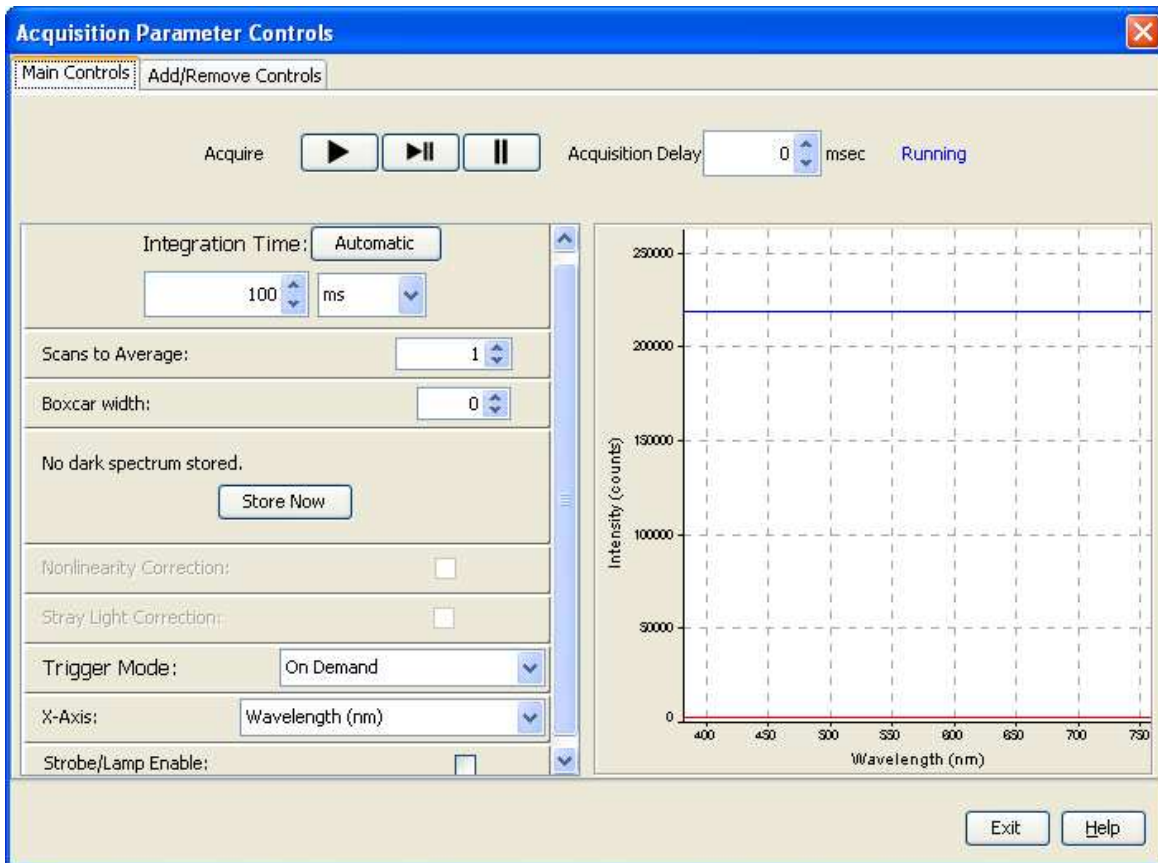 Acquisition Parameter Controls
Main Controls
Add/Remove Controls
Acquire
Acquisition Delay
0
msec
Running
Integration Time:
Automatic
100
ms
Scans to Average:
1
Boxcar width:
0
No dark spectrum stored.
Store Now
Nonlinearity Correction:
Stray Light Correction:
Trigger Mode:
On Demand
X-Axis:
Wavelength (nm)
Strobe/Lamp Enable:
Intensity (counts)
250000
200000
150000
100000
50000
0
400
450
500
550
600
650
700
750
Wavelength (nm)
Exit
Help